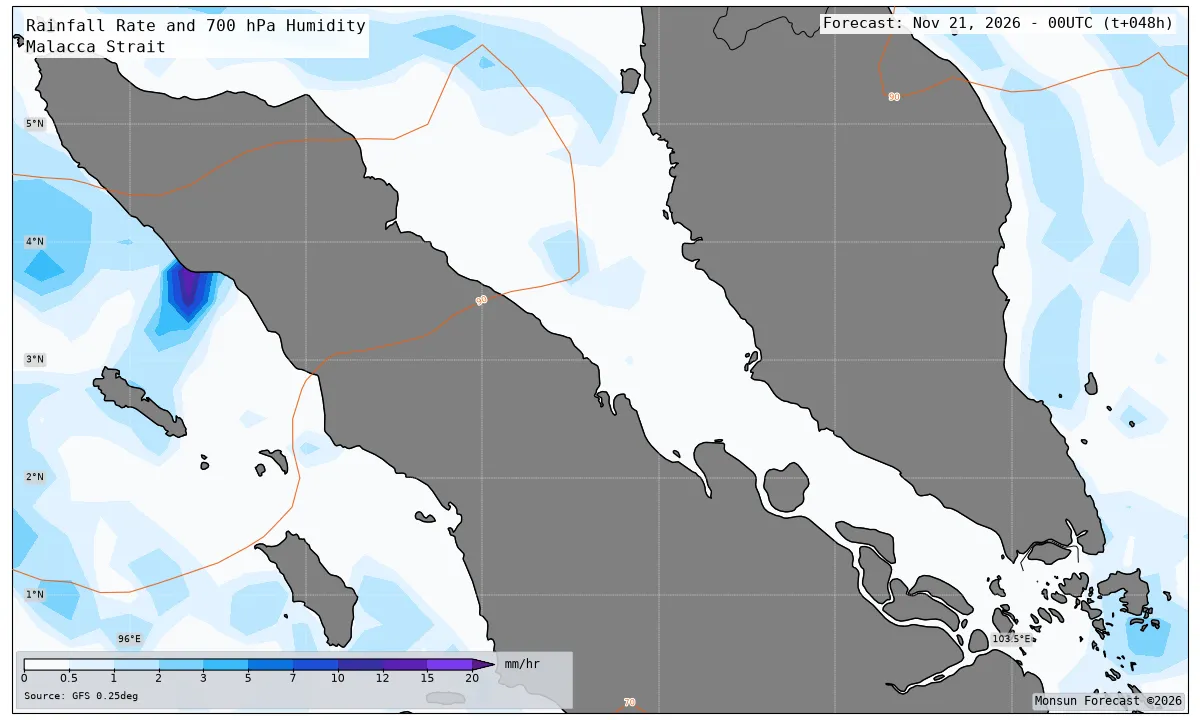 Rainfall Rate and 700 hPa Humidity
Malacca Strait
Forecast: Nov 21, 2026 - 00UTC (t+048h)
90
5°N
4°N
90
3°N
2°N
1°N
96°E
103.5°E
mm/hr
0 0.5 1 2 3 5 7 10 12 15 20
Source: GFS 0.25deg
70
Monsun Forecast ©2026